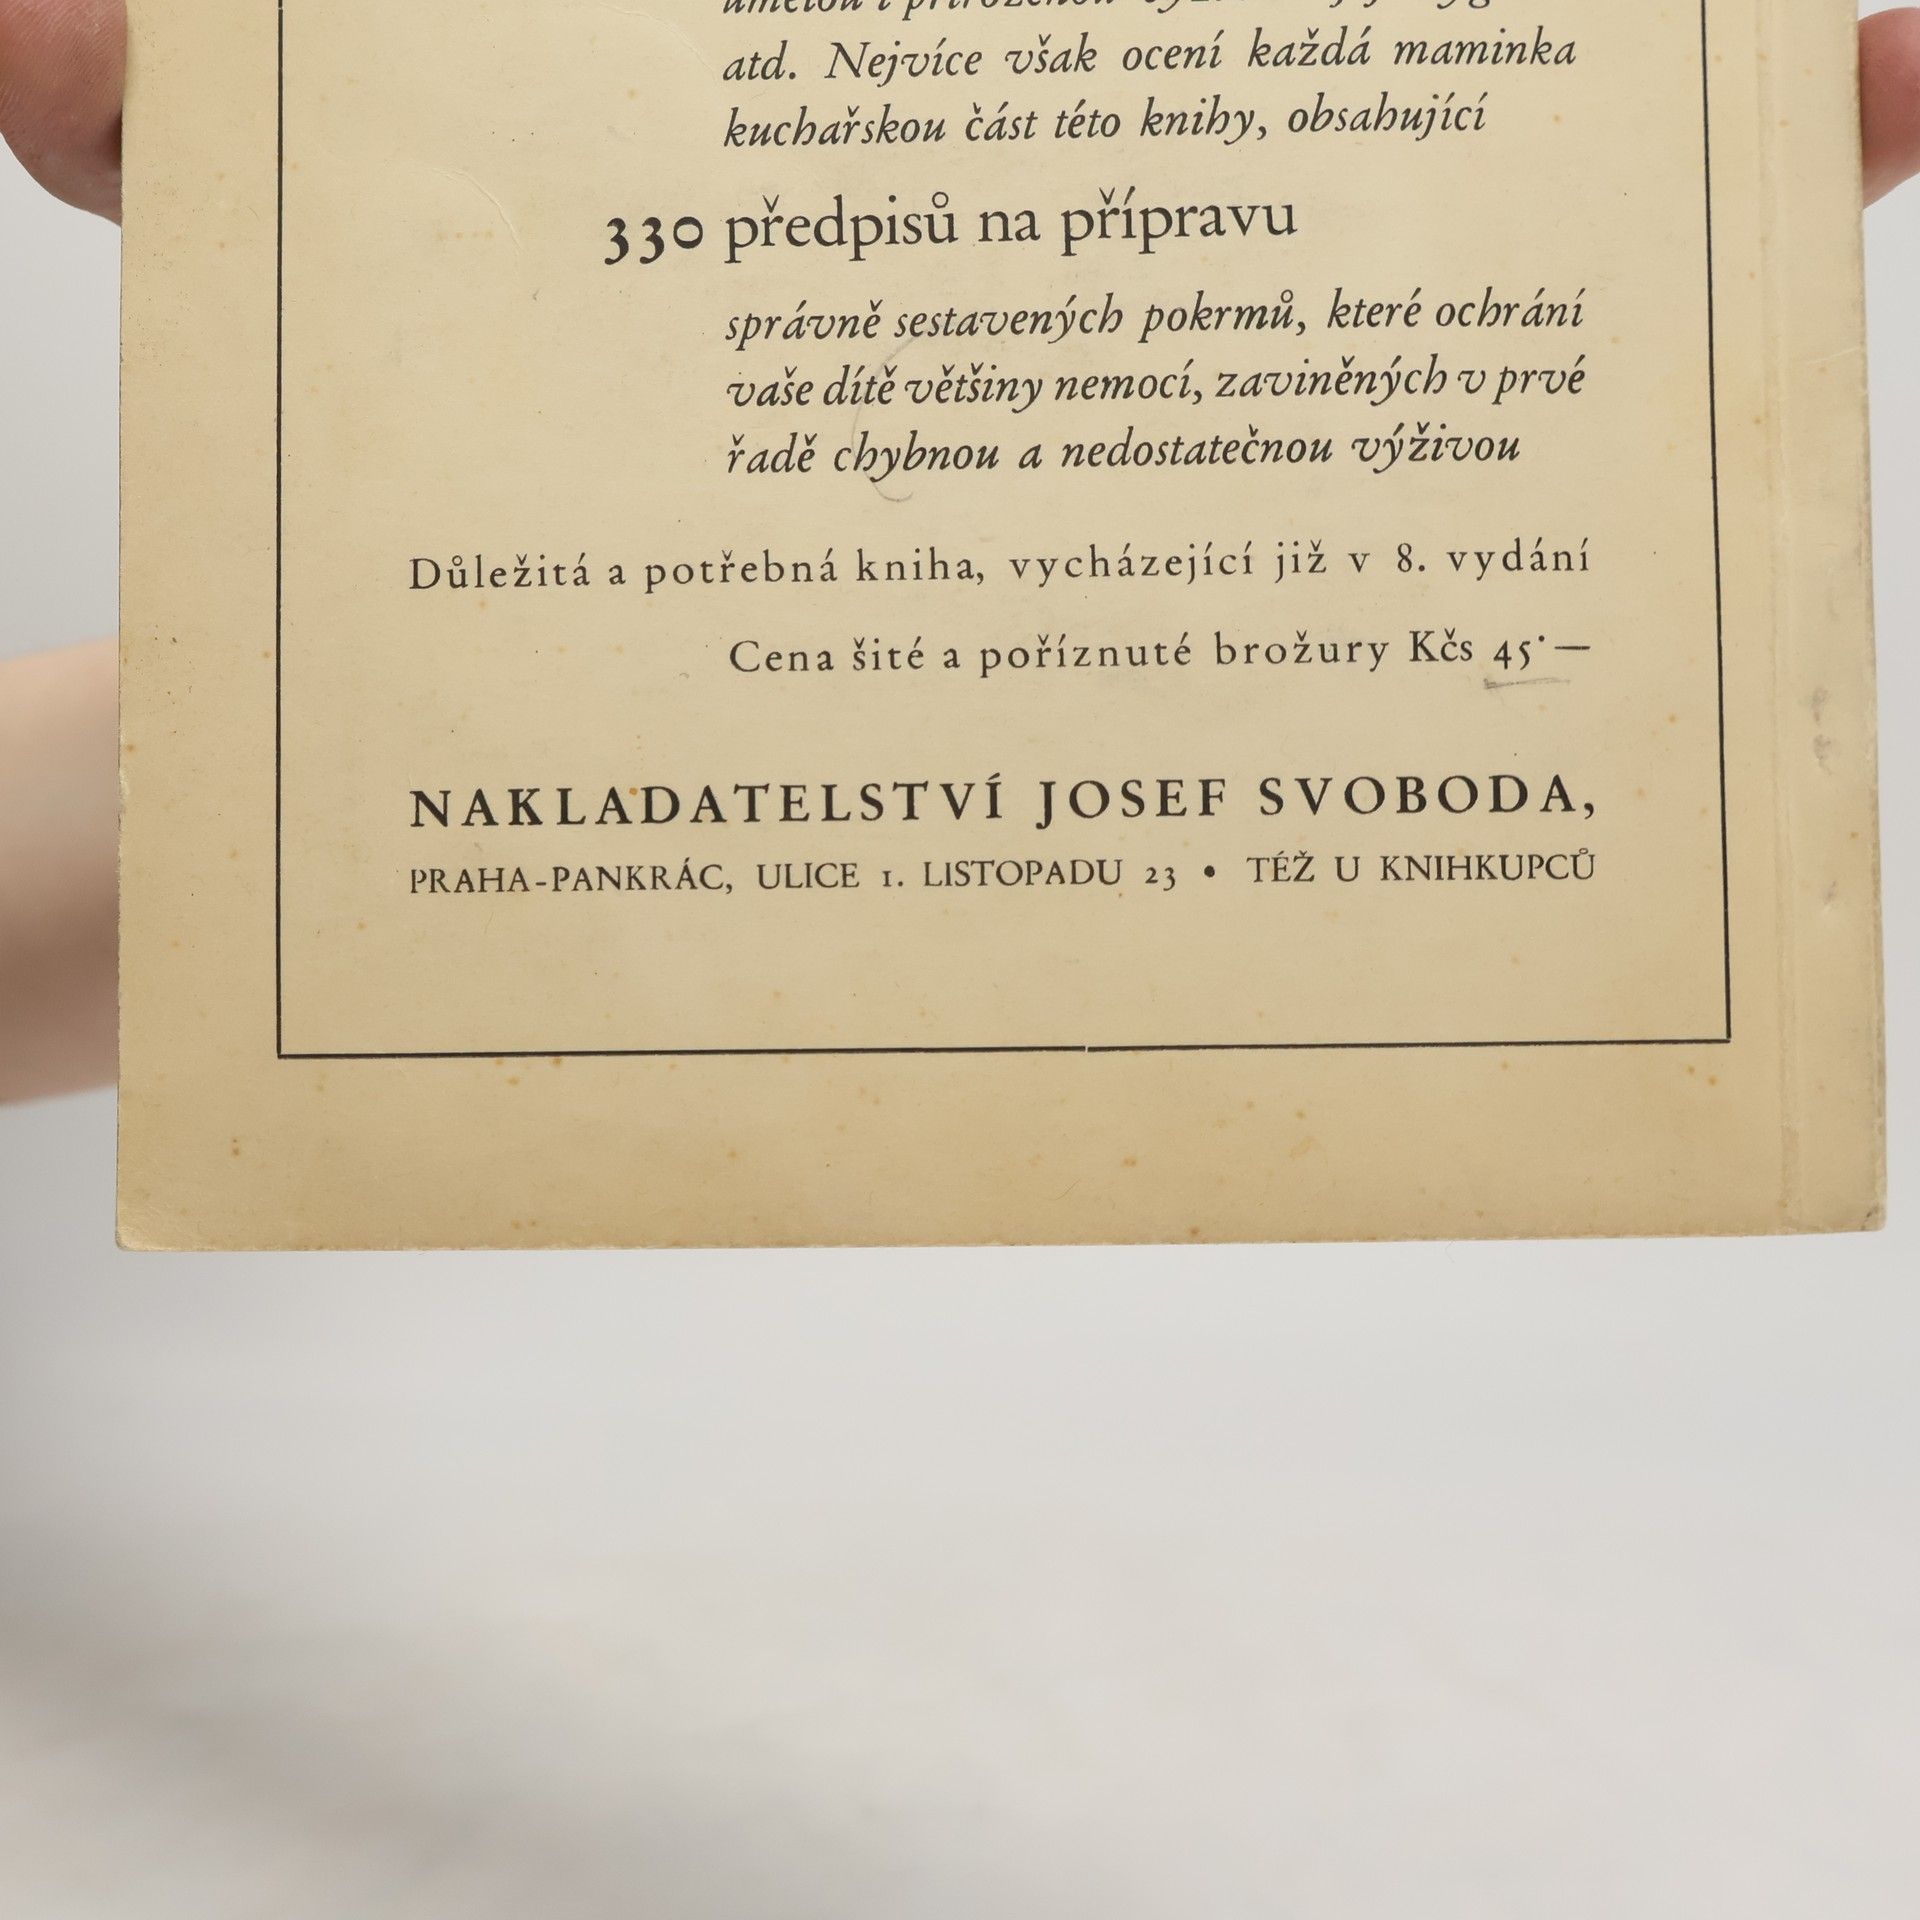 atd. Nejvíce však ocení každá maminka
kuchařskou část této knihy, obsahující
330 předpisů na přípravu
správně sestavených pokrmů, které ochrání
vaše dítě většiny nemocí, zaviněných v prvé
řadě chybnou a nedostatečnou výživou
Důležitá a potřebná kniha, vycházející již v 8. vydání
Cena šité a poříznuté brožury Kčs 45·—
NAKLADATELSTVÍ JOSEF SVOBODA,
PRAHA-PANKRÁC, ULICE 1. LISTOPADU 23 • TÉŽ U KNIHKUPCŮ